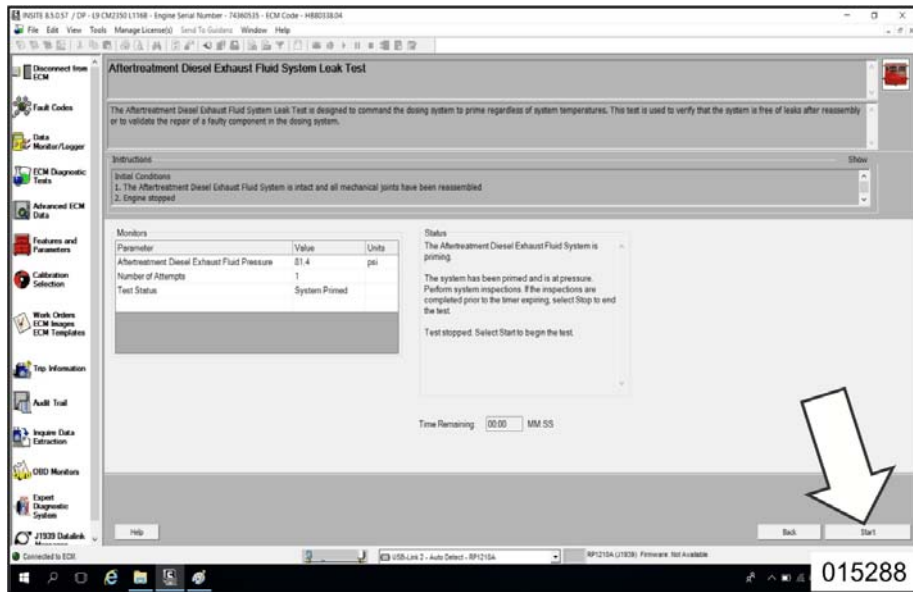 INSITE 8.5.0.57 / DP - L9 CM2350 L116B - Engine Serial Number - 74360535 - ECM Code - H880338.04
File Edit View Tools Manage License(s) Send To Guidanz Window Help
Disconnect from ECM
Aftertreatment Diesel Exhaust Fluid System Leak Test
Fault Codes
The Aftertreatment Diesel Exhaust Fluid System Leak Test is designed to command the dosing system to prime regardless of system temperatures. This test is used to verify that the system is free of leaks after reassembly
or to validate the repair of a faulty component in the dosing system.
Data Monitor/Logger
Instructions Show
ECM Diagnostic Tests
Initial Conditions
1. The Aftertreatment Diesel Exhaust Fluid System is intact and all mechanical joints have been reassembled
2. Engine stopped
Advanced ECM Data
Features and Parameters
Calibration Selection
Work Orders
ECM Images
ECM Templates
Trip Information
Audit Trail
Inquire Data Extraction
OBD Monitors
Expert Diagnostic System
J1939 Datalink
Monitors
Parameter Value Units
Aftertreatment Diesel Exhaust Fluid Pressure 81.4 psi
Number of Attempts 1
Test Status System Primed
Status
The Aftertreatment Diesel Exhaust Fluid System is
priming.
The system has been primed and is at pressure.
Perform system inspections. If the inspections are
completed prior to the timer expiring, select Stop to end
the test.
Test stopped. Select Start to begin the test.
Time Remaining 00:00 MM:SS
Help Back Start
Connected to ECM. USB-Link 2 - Auto Detect - RP1210A RP1210A (J1939) Firmware: Not Available
015288